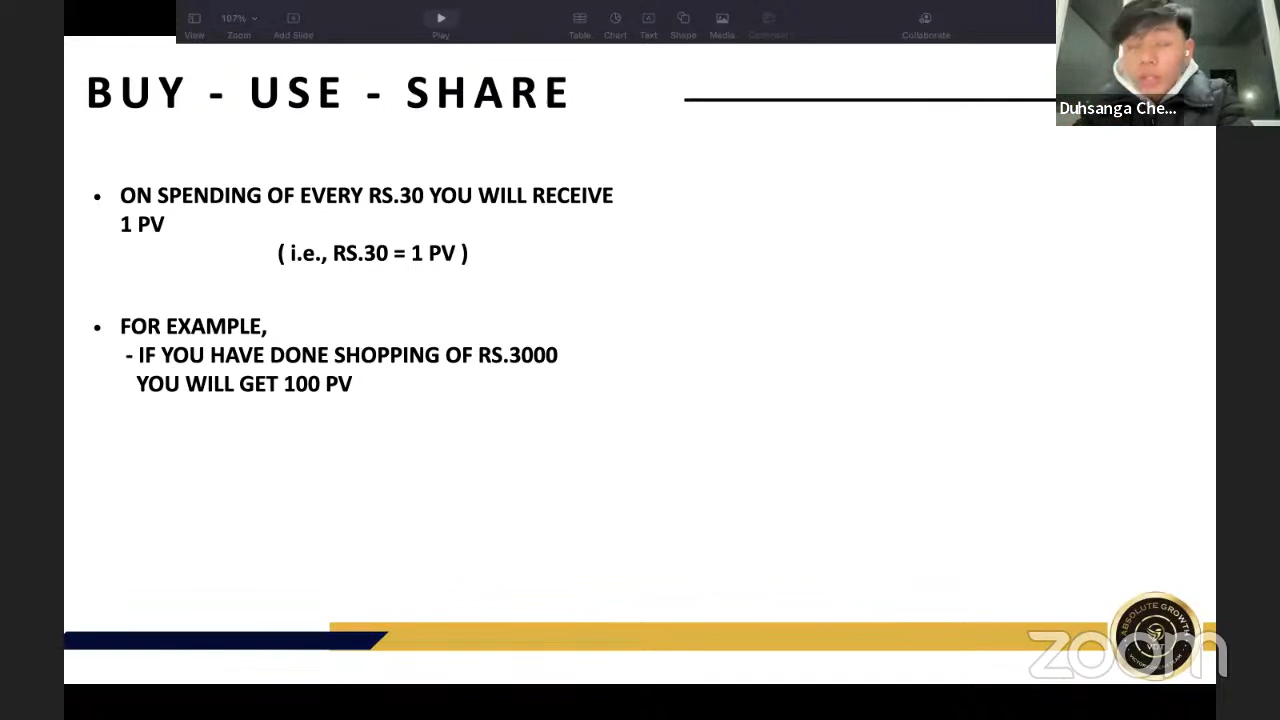 107%
View
Zoom
Add Slide
Play
Table
Chart
Text
Shape
Media
Comment
Collaborate
Duhsanga Che...
BUY - USE - SHARE
• ON SPENDING OF EVERY RS.30 YOU WILL RECEIVE
1 PV
( i.e., RS.30 = 1 PV )
• FOR EXAMPLE,
- IF YOU HAVE DONE SHOPPING OF RS.3000
YOU WILL GET 100 PV
ABSOLUTE GROWTH
zoom